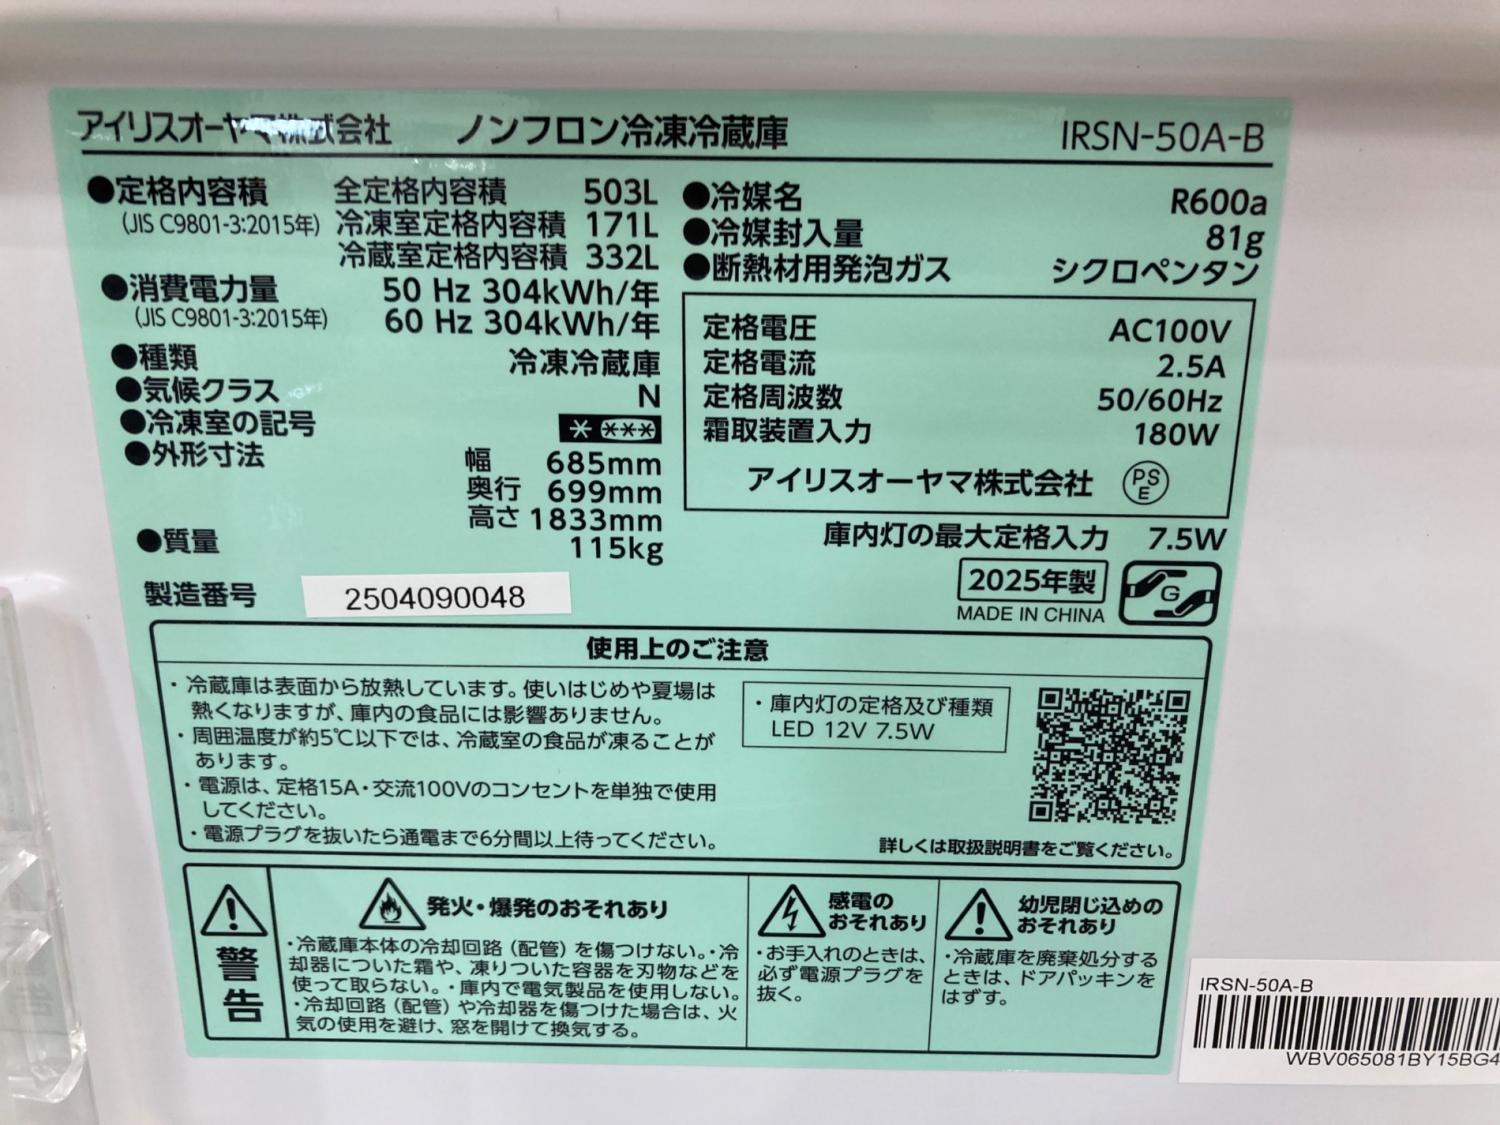 アイリスオーヤマ株式会社 ノンフロン冷凍冷蔵庫 IRSN-50A-B
●定格内容積 全定格内容積 503L
(JIS C9801-3:2015年) 冷凍室定格内容積 171L
冷蔵室定格内容積 332L
●消費電力量 50 Hz 304kWh/年
(JIS C9801-3:2015年) 60 Hz 304kWh/年
●種類 冷凍冷蔵庫
●気候クラス N
●冷凍室の記号
●外形寸法 幅 685mm
奥行 699mm
高さ 1833mm
●質量 115kg
製造番号 2504090048
●冷媒名 R600a
●冷媒封入量 81g
●断熱材用発泡ガス シクロペンタン
定格電圧 AC100V
定格電流 2.5A
定格周波数 50/60Hz
霜取装置入力 180W
アイリスオーヤマ株式会社 PSE
庫内灯の最大定格入力 7.5W
2025年製
MADE IN CHINA
G
使用上のご注意
・冷蔵庫は表面から放熱しています。使いはじめや夏場は
熱くなりますが、庫内の食品には影響ありません。
・周囲温度が約5℃以下では、冷蔵室の食品が凍ることが
あります。
・電源は、定格15A・交流100Vのコンセントを単独で使用
してください。
・電源プラグを抜いたら通電まで6分間以上待ってください。
・庫内灯の定格及び種類
LED 12V 7.5W
詳しくは取扱説明書をご覧ください。
警告
発火・爆発のおそれあり
・冷蔵庫本体の冷却回路（配管）を傷つけない。・冷
却器についた霜や、凍りついた容器を刃物などを
使って取らない。・庫内で電気製品を使用しない。
・冷却回路（配管）や冷却器を傷つけた場合は、火
気の使用を避け、窓を開けて換気する。
感電の
おそれあり
・お手入れのときは、
必ず電源プラグを
抜く。
幼児閉じ込めの
おそれあり
・冷蔵庫を廃棄処分する
ときは、ドアパッキンを
はずす。
IRSN-50A-B
WBV065081BY15BG4